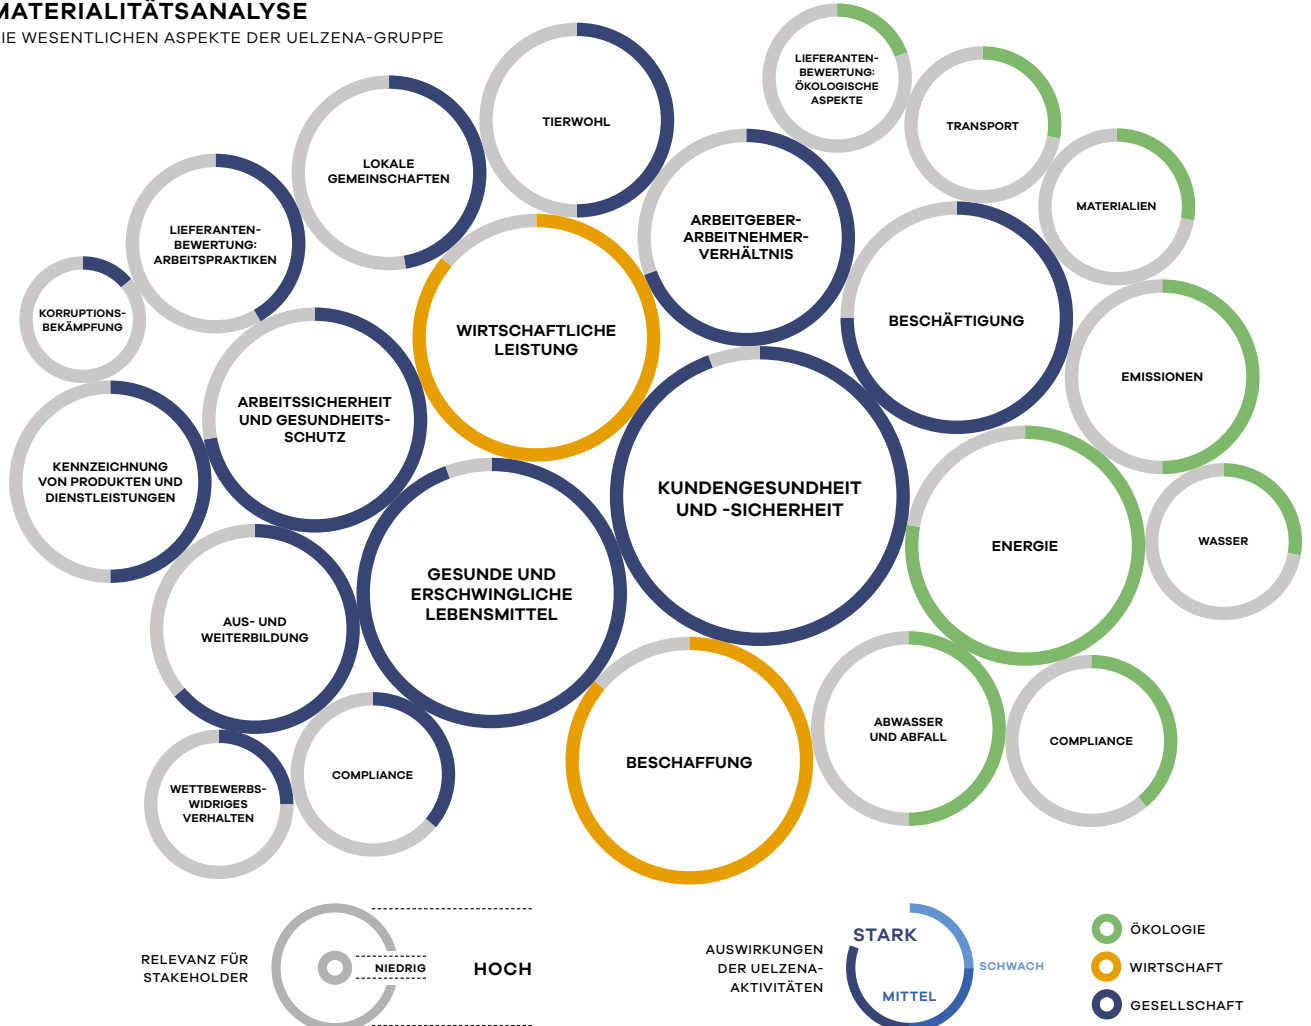 MATERIALITÄTSANALYSE
IE WESENTLICHEN ASPEKTE DER UELZENA-GRUPPE
LIEFERANTEN-
BEWERTUNG:
ÖKOLOGISCHE
ASPEKTE
TIERWOHL
TRANSPORT
LOKALE
GEMEINSCHAFTEN
MATERIALIEN
LIEFERANTEN-
BEWERTUNG:
ARBEITSPRAKTIKEN
ARBEITGEBER-
ARBEITNEHMER-
VERHÄLTNIS
KORRUPTIONS-
BEKÄMPFUNG
WIRTSCHAFTLICHE
LEISTUNG
BESCHÄFTIGUNG
EMISSIONEN
ARBEITSSICHERHEIT
UND GESUNDHEITS-
SCHUTZ
KENNZEICHNUNG
VON PRODUKTEN UND
DIENSTLEISTUNGEN
KUNDENGESUNDHEIT
UND -SICHERHEIT
ENERGIE
WASSER
GESUNDE UND
ERSCHWINGLICHE
LEBENSMITTEL
AUS- UND
WEITERBILDUNG
ABWASSER
UND ABFALL
COMPLIANCE
BESCHAFFUNG
COMPLIANCE
WETTBEWERBS-
WIDRIGES
VERHALTEN
RELEVANZ FÜR
STAKEHOLDER
NIEDRIG
HOCH
AUSWIRKUNGEN
DER UELZENA-
AKTIVITÄTEN
STARK
SCHWACH
MITTEL
ÖKOLOGIE
WIRTSCHAFT
GESELLSCHAFT